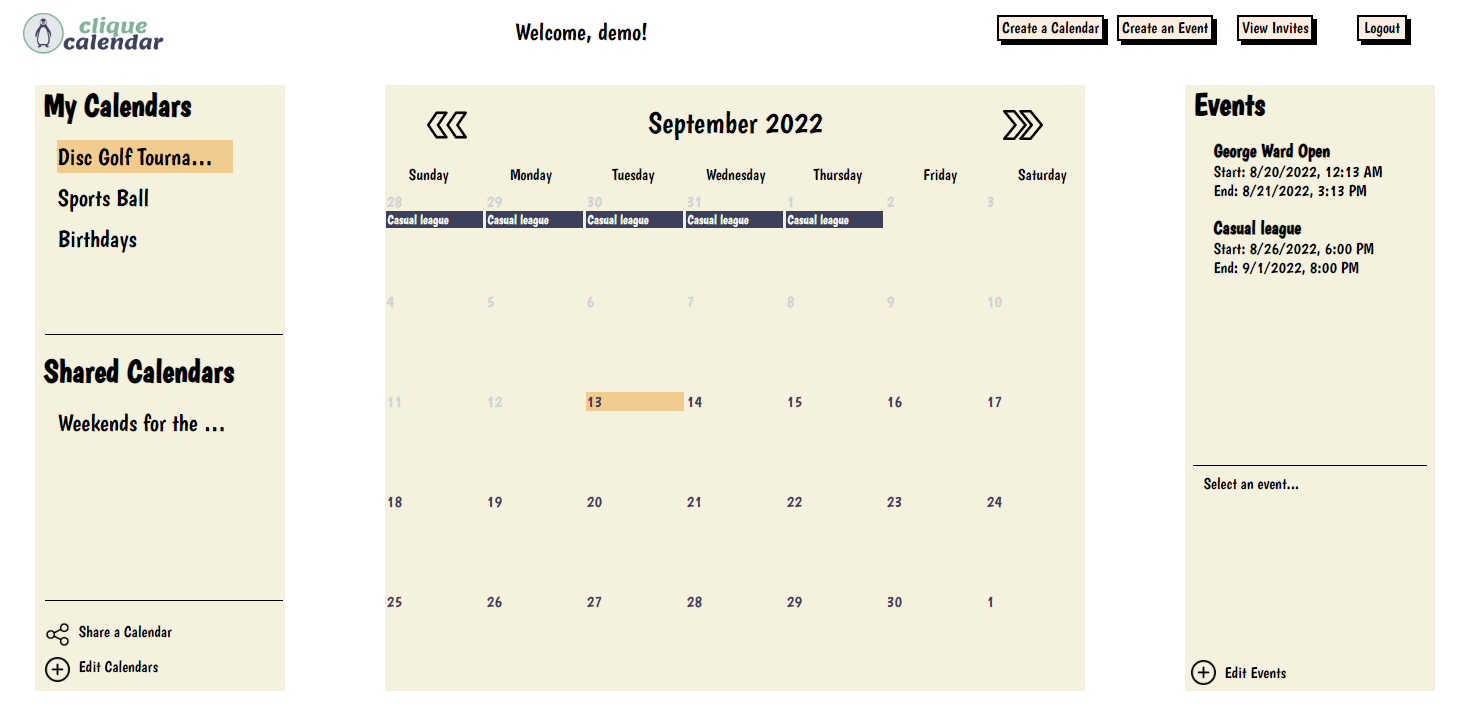 clique
calendar
Welcome, demo!
Create a Calendar
Create an Event
View Invites
Logout
My Calendars
Disc Golf Tourna...
Sports Ball
Birthdays
Shared Calendars
Weekends for the ...
Share a Calendar
Edit Calendars
September 2022
Sunday Monday Tuesday Wednesday Thursday Friday Saturday
28 29 30 31 1 2 3
Casual league Casual league Casual league Casual league Casual league
4 5 6 7 8 9 10
11 12 13 14 15 16 17
18 19 20 21 22 23 24
25 26 27 28 29 30 1
Events
George Ward Open
Start: 8/20/2022, 12:13 AM
End: 8/21/2022, 3:13 PM
Casual league
Start: 8/26/2022, 6:00 PM
End: 9/1/2022, 8:00 PM
Select an event...
Edit Events